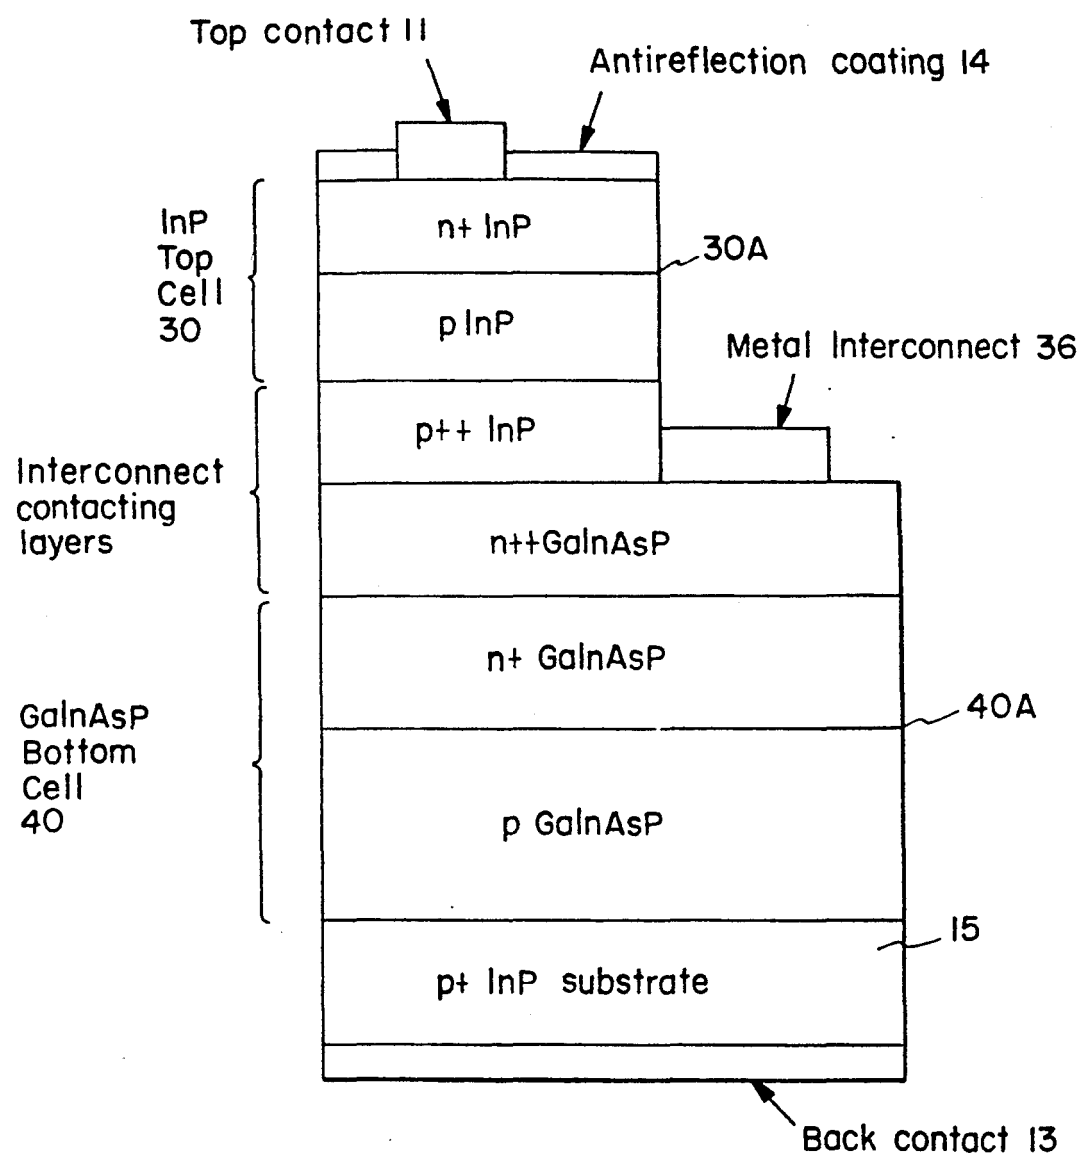 Top contact 11
Antireflection coating 14
n+ InP
30A
InP
Top
Cell
30
p InP
Metal Interconnect 36
p++ InP
Interconnect
contacting
layers
n++GaInAsP
n+ GaInAsP
40A
GaInAsP
Bottom
Cell
40
p GaInAsP
15
p+ InP substrate
Back contact 13